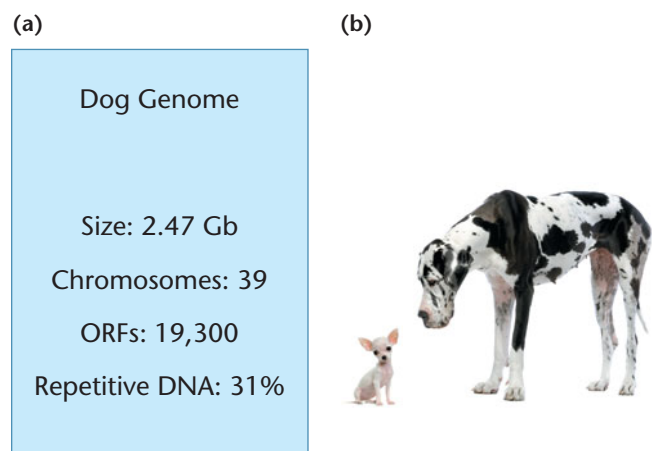 (a)
Dog Genome
Size: 2.47 Gb
Chromosomes: 39
ORFs: 19,300
Repetitive DNA: 31%
(b)